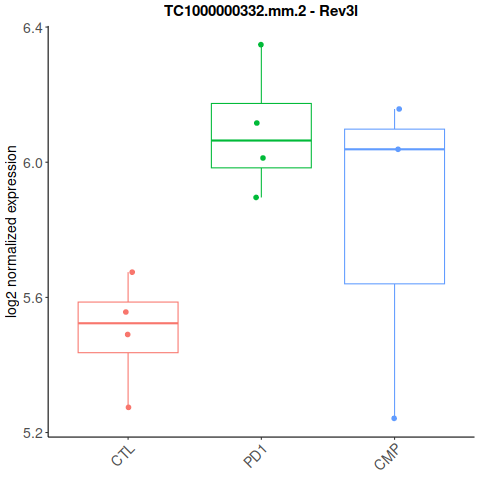 TC1000000332.mm.2 - Rev3l
log2 normalized expression
6.4
6.0
5.6
5.2
CTL
PD1
CMP